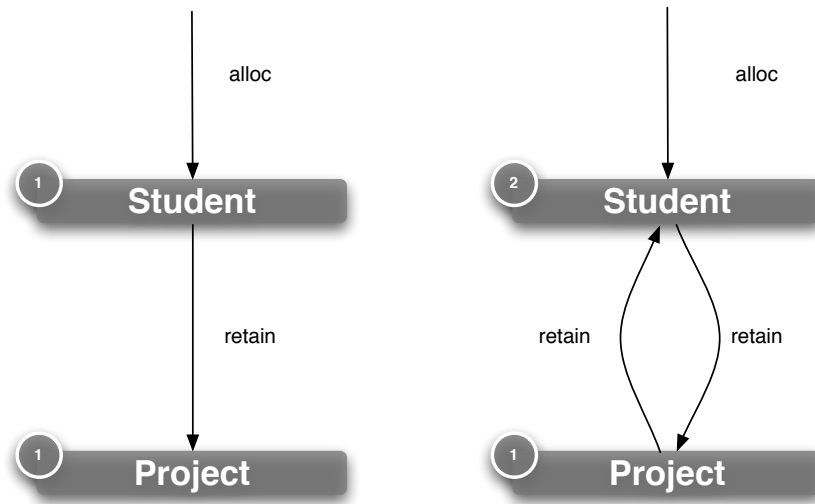 alloc
1
Student
retain
1
Project
alloc
2
Student
retain
retain
1
Project